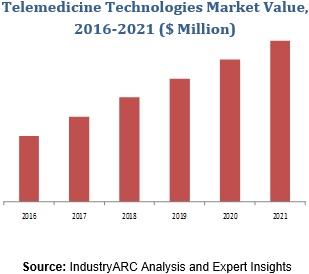 Telemedicine Technologies Market Value,
2016-2021 ($ Million)
2016 2017 2018 2019 2020 2021
Source: IndustryARC Analysis and Expert Insights